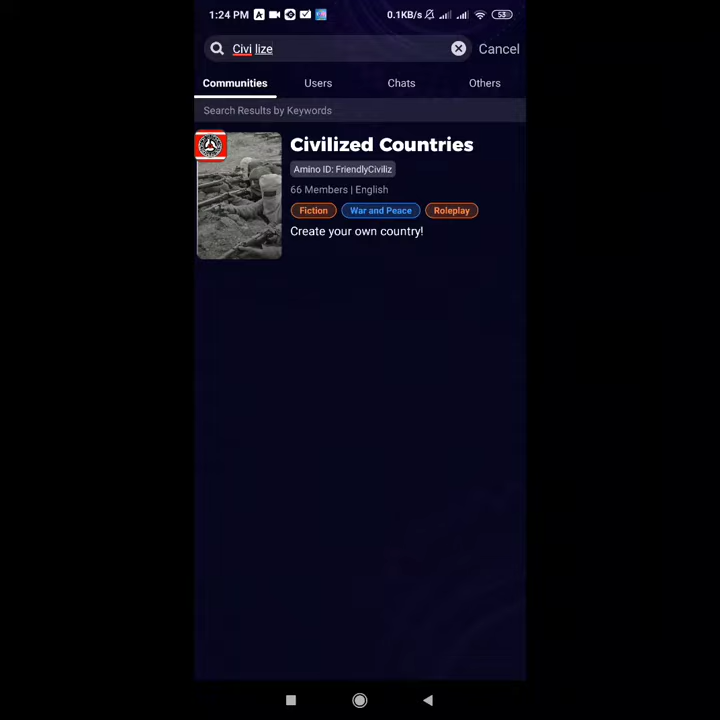 1:24 PM 0.1KB/s 53
Civi lize Cancel
Communities Users Chats Others
Search Results by Keywords
Civilized Countries
Amino ID: FriendlyCiviliz
66 Members | English
Fiction War and Peace Roleplay
Create your own country!